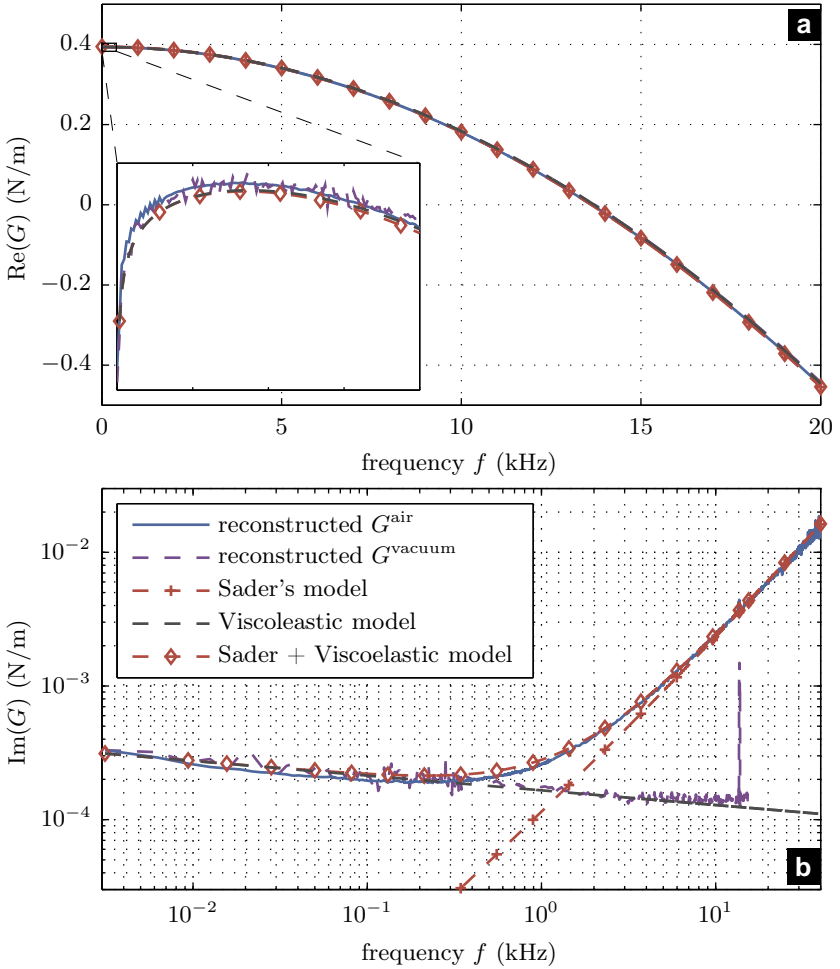 a
0.4
0.2
0
−0.2
−0.4
Re(G) (N/m)
0
5
10
15
20
frequency f (kHz)
reconstructed G^air
reconstructed G^vacuum
Sader's model
Viscoleastic model
Sader + Viscoelastic model
10^−2
10^−3
10^−4
Im(G) (N/m)
b
10^−2
10^−1
10^0
10^1
frequency f (kHz)